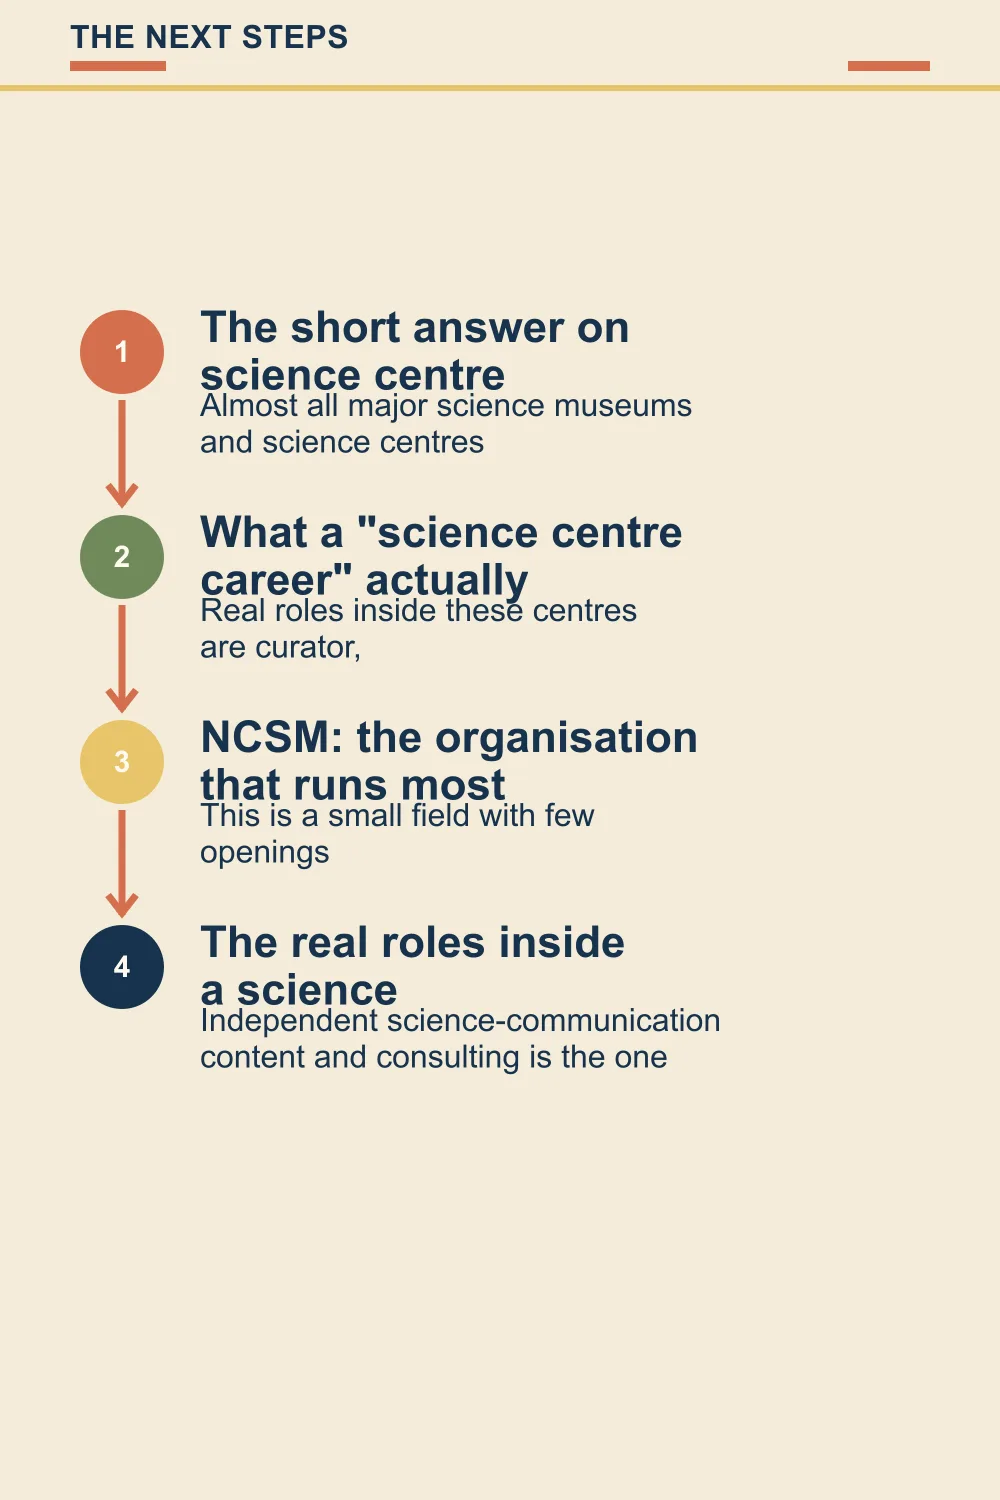 THE NEXT STEPS
1
The short answer on
science centre
Almost all major science museums
and science centres
2
What a "science centre
career" actually
Real roles inside these centres
are curator,
3
NCSM: the organisation
that runs most
This is a small field with few
openings
4
The real roles inside
a science
Independent science-communication
content and consulting is the one